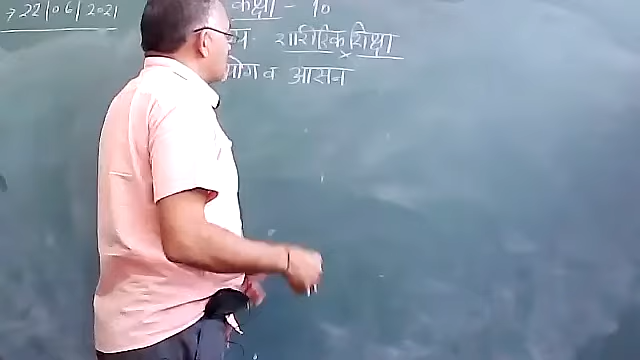 22/06/2021
कक्षा - 10
शारीरिक शिक्षा
योग व आसन